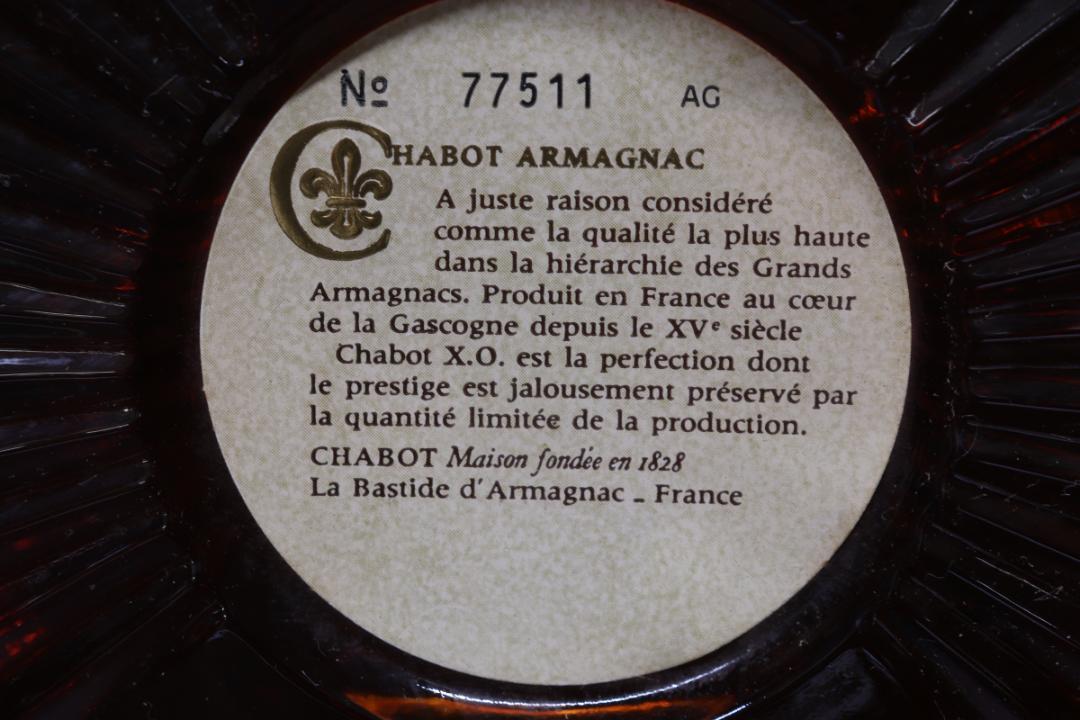 Nº 77511 AG
CHABOT ARMAGNAC
A juste raison considéré
comme la qualité la plus haute
dans la hiérarchie des Grands
Armagnacs. Produit en France au cœur
de la Gascogne depuis le XVᵉ siècle
Chabot X.O. est la perfection dont
le prestige est jalousement préservé par
la quantité limitée de la production.
CHABOT Maison fondée en 1828
La Bastide d'Armagnac - France